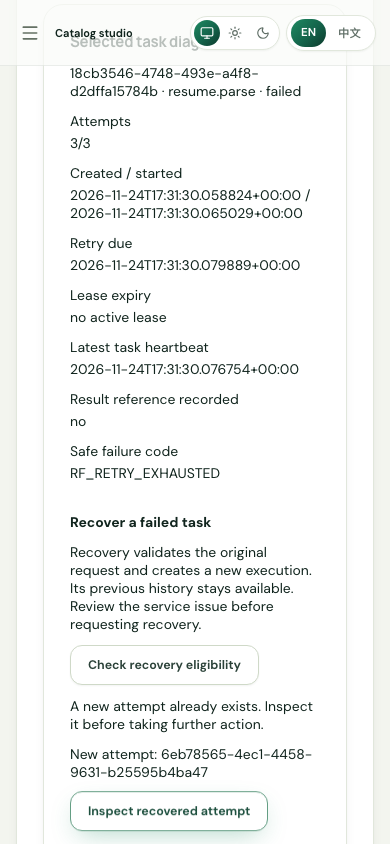 Catalog studio
EN
中文
Selected task diag
18cb3546-4748-493e-a4f8-
d2dffa15784b · resume.parse · failed
Attempts
3/3
Created / started
2026-11-24T17:31:30.058824+00:00 /
2026-11-24T17:31:30.065029+00:00
Retry due
2026-11-24T17:31:30.079889+00:00
Lease expiry
no active lease
Latest task heartbeat
2026-11-24T17:31:30.076754+00:00
Result reference recorded
no
Safe failure code
RF_RETRY_EXHAUSTED
Recover a failed task
Recovery validates the original
request and creates a new execution.
Its previous history stays available.
Review the service issue before
requesting recovery.
Check recovery eligibility
A new attempt already exists. Inspect
it before taking further action.
New attempt: 6eb78565-4ec1-4458-
9631-b25595b4ba47
Inspect recovered attempt